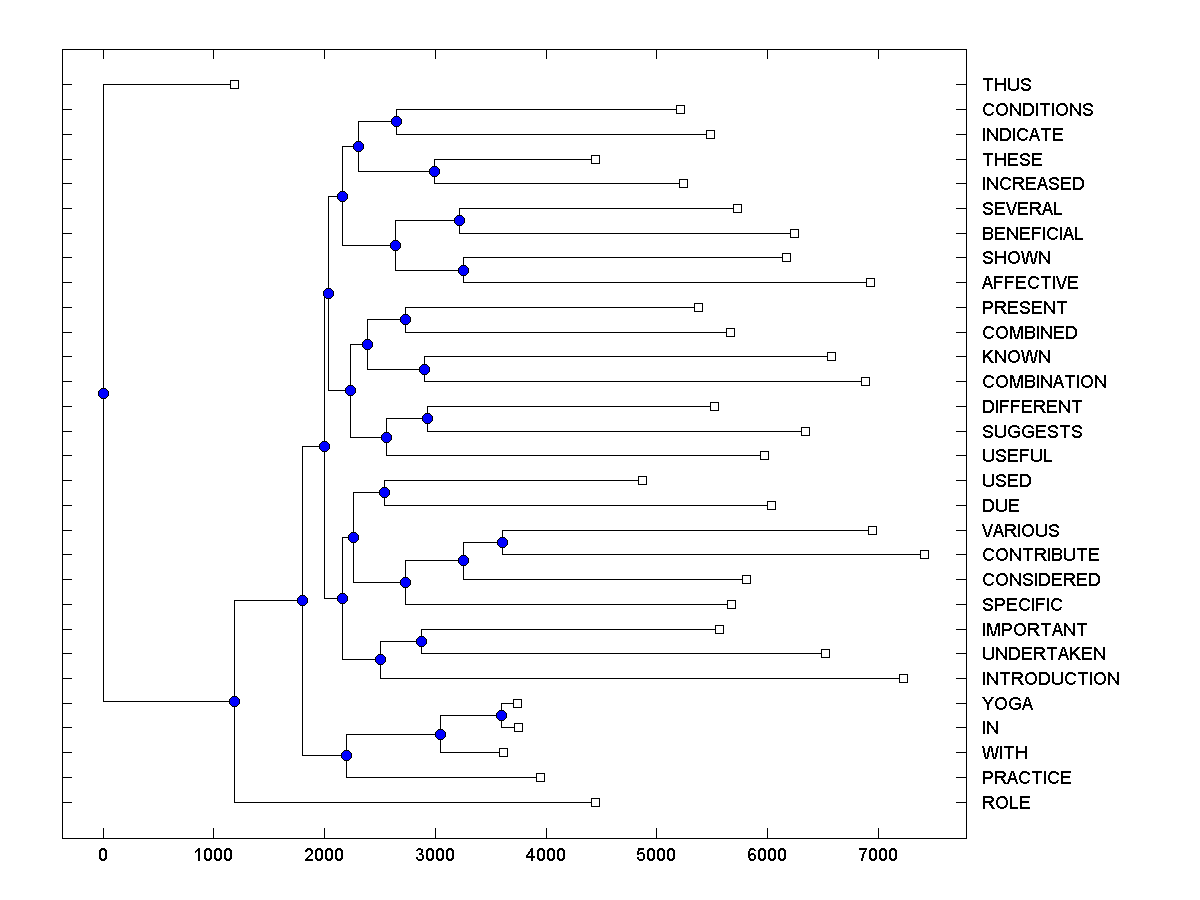 THUS
CONDITIONS
INDICATE
THESE
INCREASED
SEVERAL
BENEFICIAL
SHOWN
AFFECTIVE
PRESENT
COMBINED
KNOWN
COMBINATION
DIFFERENT
SUGGESTS
USEFUL
USED
DUE
VARIOUS
CONTRIBUTE
CONSIDERED
SPECIFIC
IMPORTANT
UNDERTAKEN
INTRODUCTION
YOGA
IN
WITH
PRACTICE
ROLE
0 1000 2000 3000 4000 5000 6000 7000